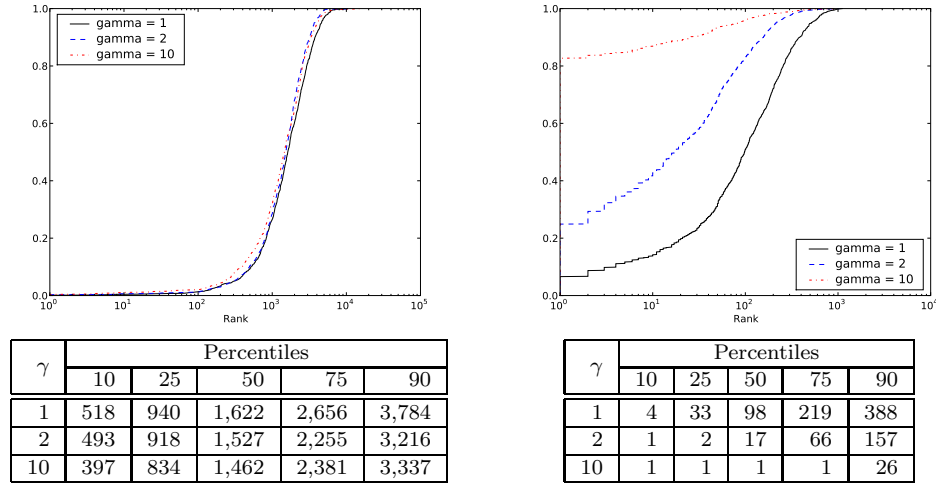 gamma = 1
gamma = 2
gamma = 10
1.0
0.8
0.6
0.4
0.2
0.0
10^0 10^1 10^2 10^3 10^4 10^5
Rank
1.0
0.8
0.6
0.4
0.2
0.0
gamma = 1
gamma = 2
gamma = 10
10^0 10^1 10^2 10^3 10^4
Rank
γ Percentiles
10 25 50 75 90
1 518 940 1,622 2,656 3,784
2 493 918 1,527 2,255 3,216
10 397 834 1,462 2,381 3,337
γ Percentiles
10 25 50 75 90
1 4 33 98 219 388
2 1 2 17 66 157
10 1 1 1 1 26